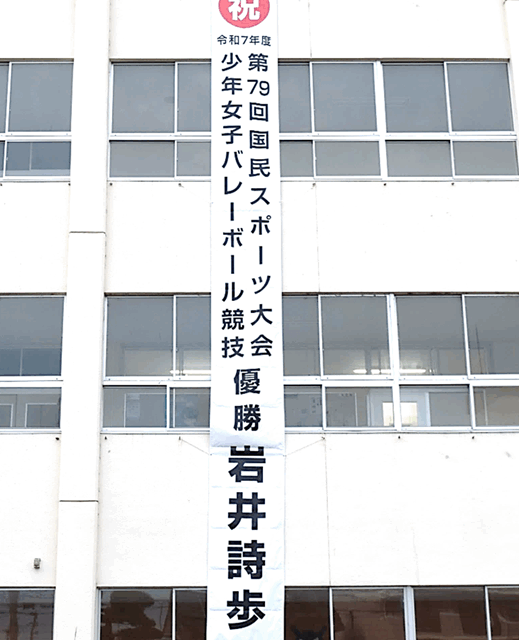 祝
令和7年度
第79回国民スポーツ大会
少年女子バレーボール競技
優勝
岩井詩歩